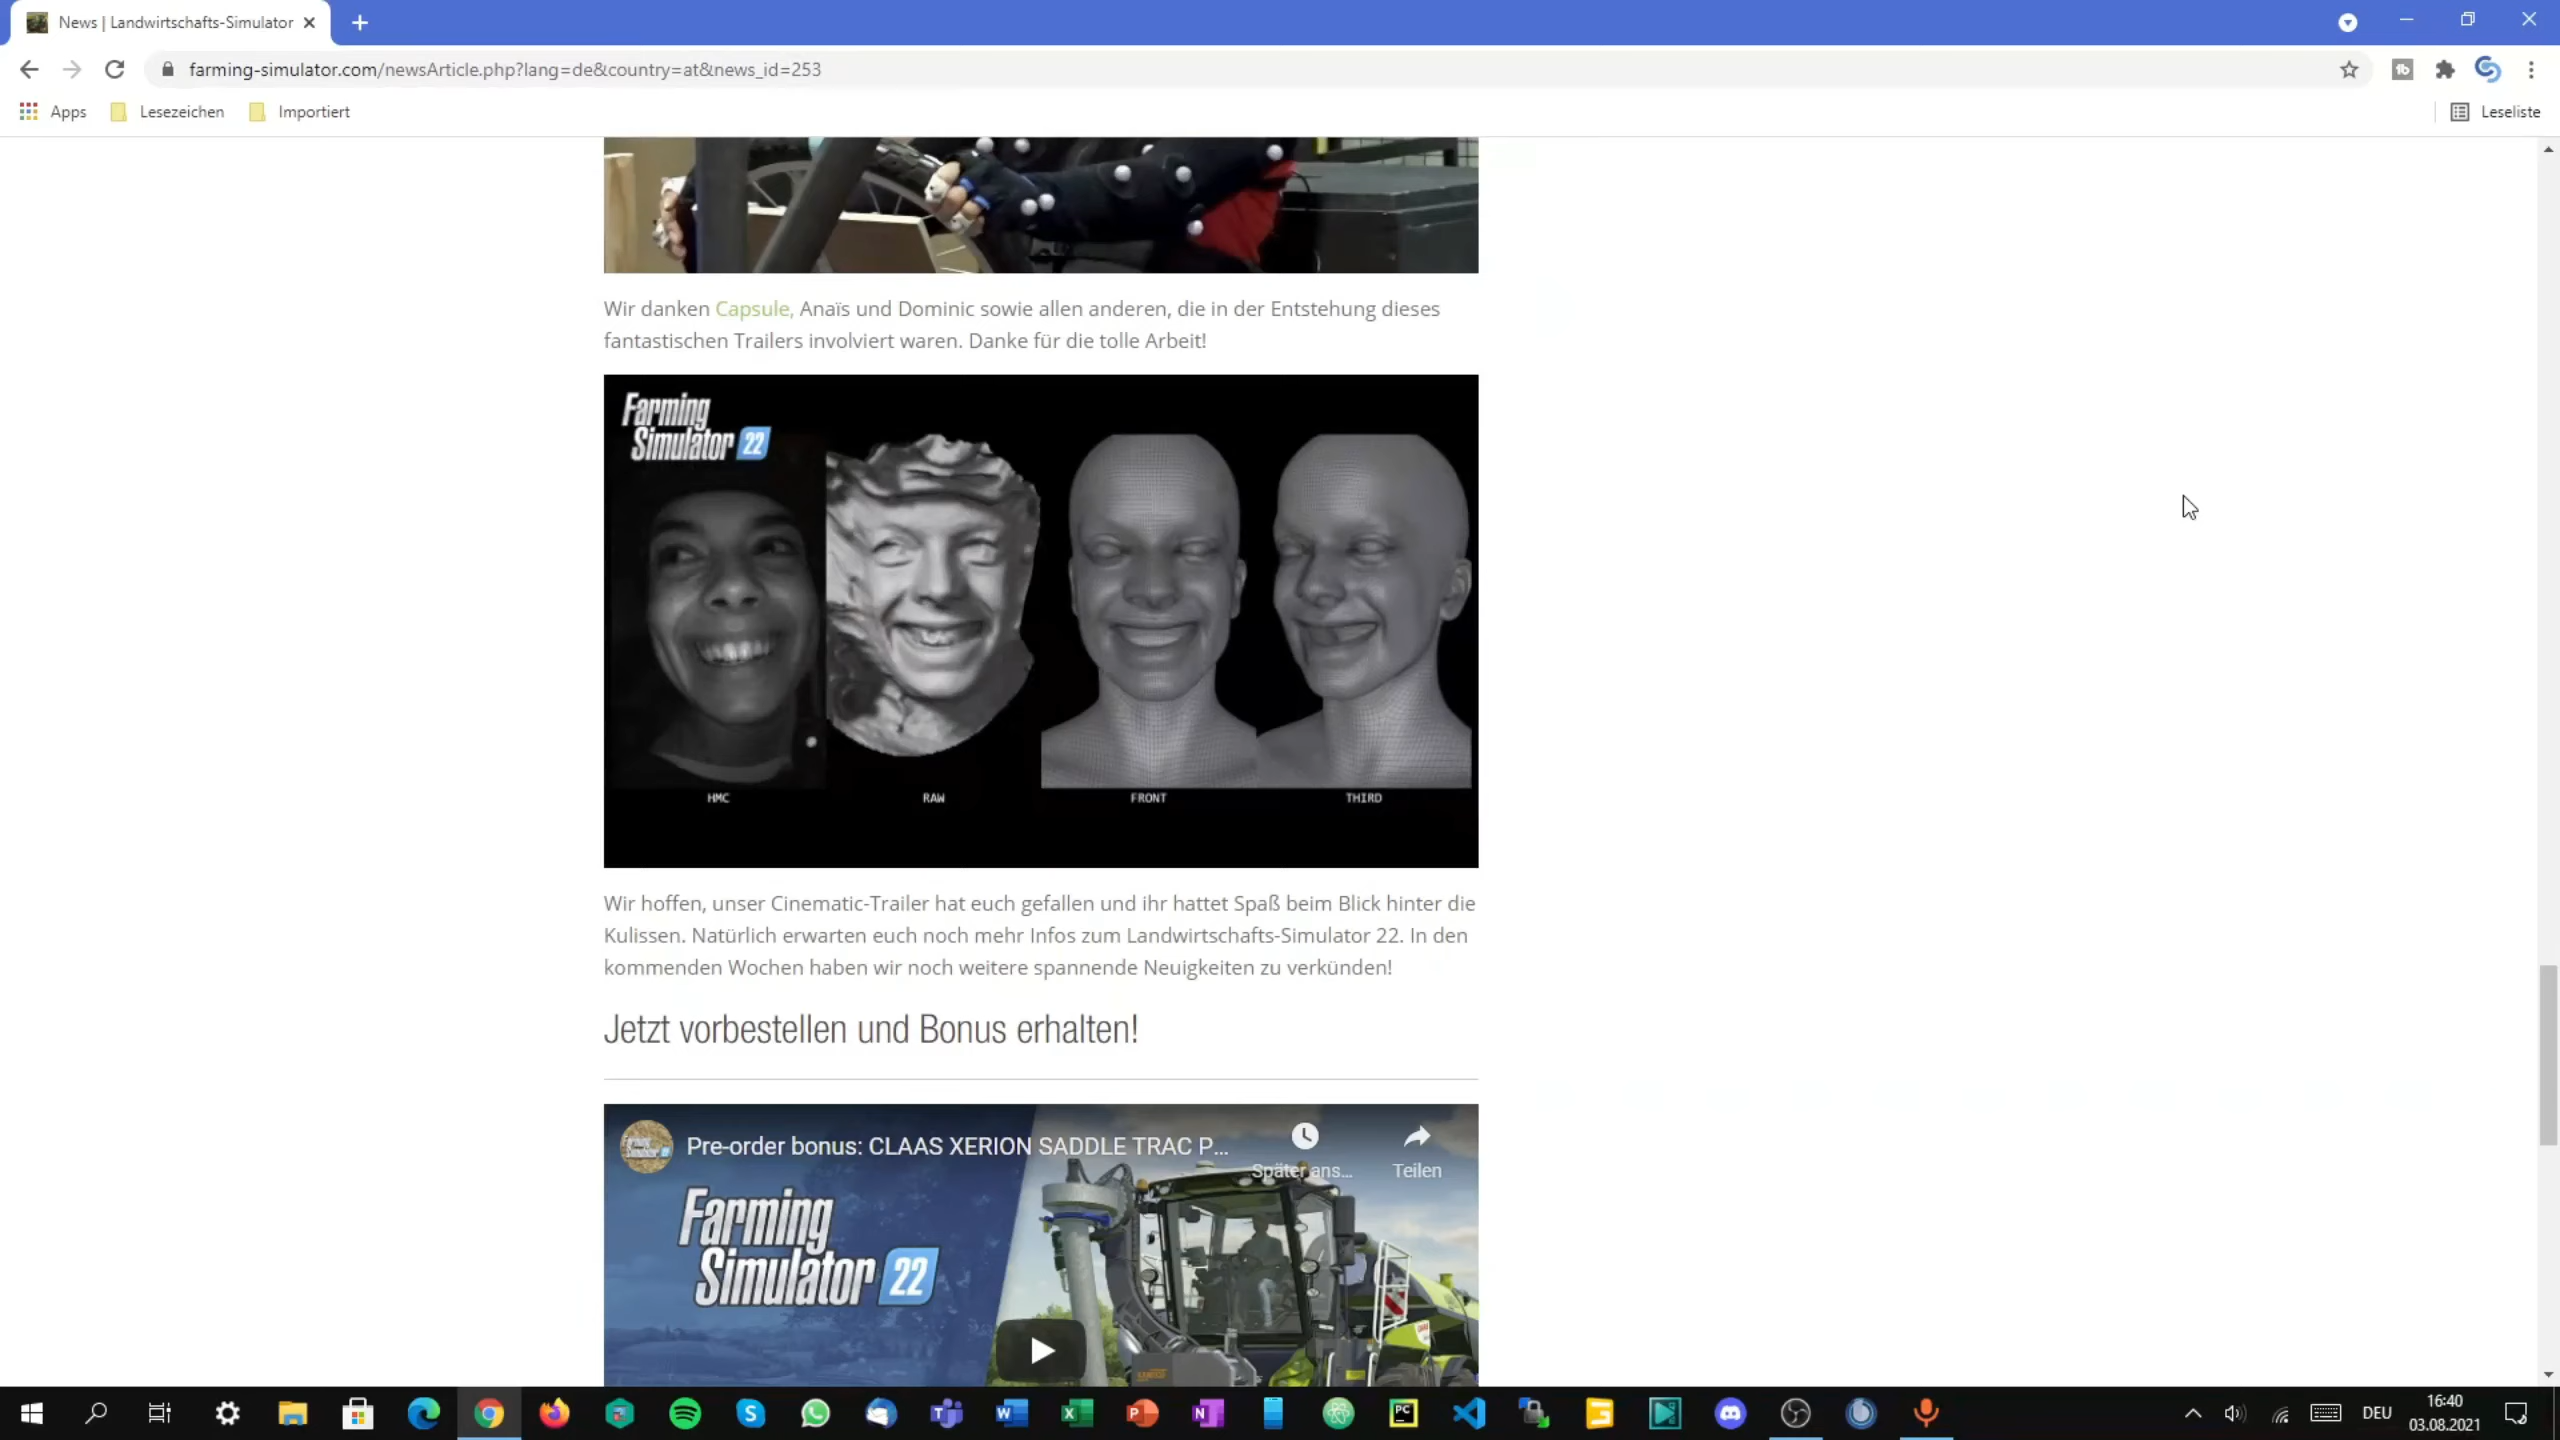 News | Landwirtschafts-Simulator
farming-simulator.com/newsArticle.php?lang=de&country=at&news_id=253
Apps
Lesezeichen
Importiert
Leseliste
Wir danken Capsule, Anaïs und Dominic sowie allen anderen, die in der Entstehung dieses
fantastischen Trailers involviert waren. Danke für die tolle Arbeit!
Farming
Simulator 22
HMC
RAW
FRONT
THIRD
Wir hoffen, unser Cinematic-Trailer hat euch gefallen und ihr hattet Spaß beim Blick hinter die
Kulissen. Natürlich erwarten euch noch mehr Infos zum Landwirtschafts-Simulator 22. In den
kommenden Wochen haben wir noch weitere spannende Neuigkeiten zu verkünden!
Jetzt vorbestellen und Bonus erhalten!
Pre-order bonus: CLAAS XERION SADDLE TRAC P...
Später ans...
Teilen
Farming
Simulator 22
DEU
16:40
03.08.2021